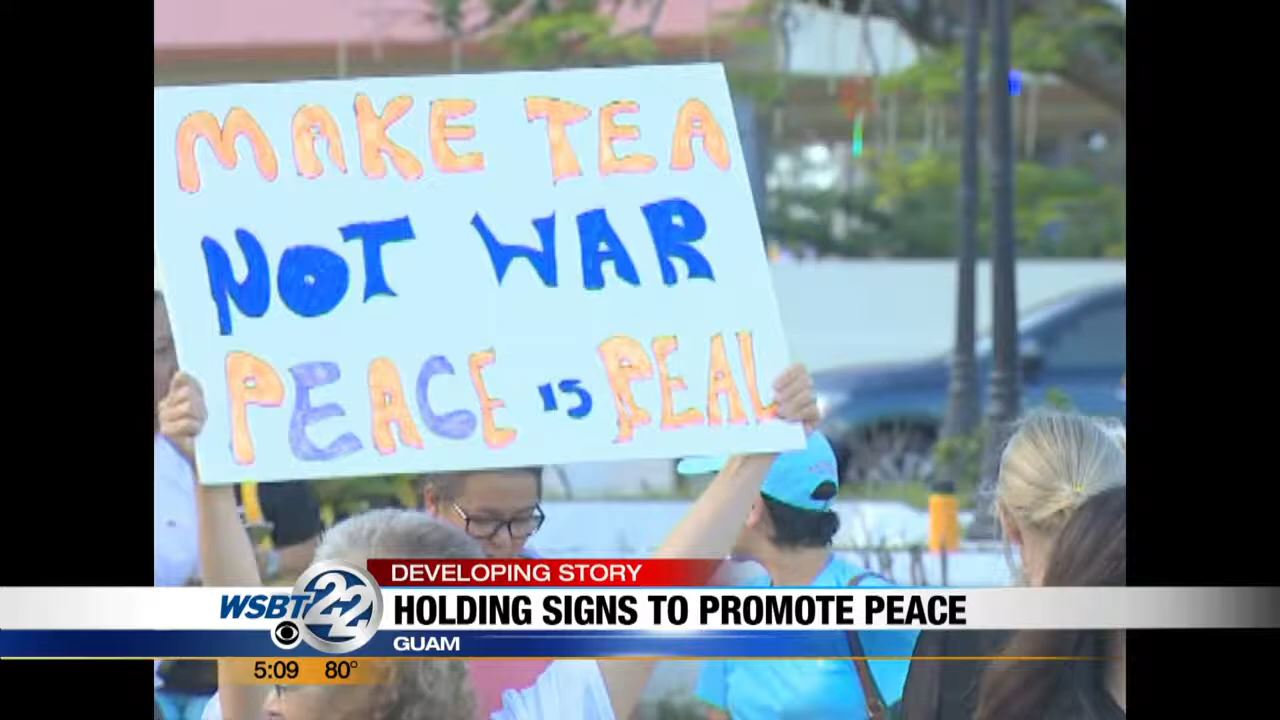 MAKE TEA
NOT WAR
PEACE is REAL
DEVELOPING STORY
WSBT 22
HOLDING SIGNS TO PROMOTE PEACE
GUAM
5:09 80°